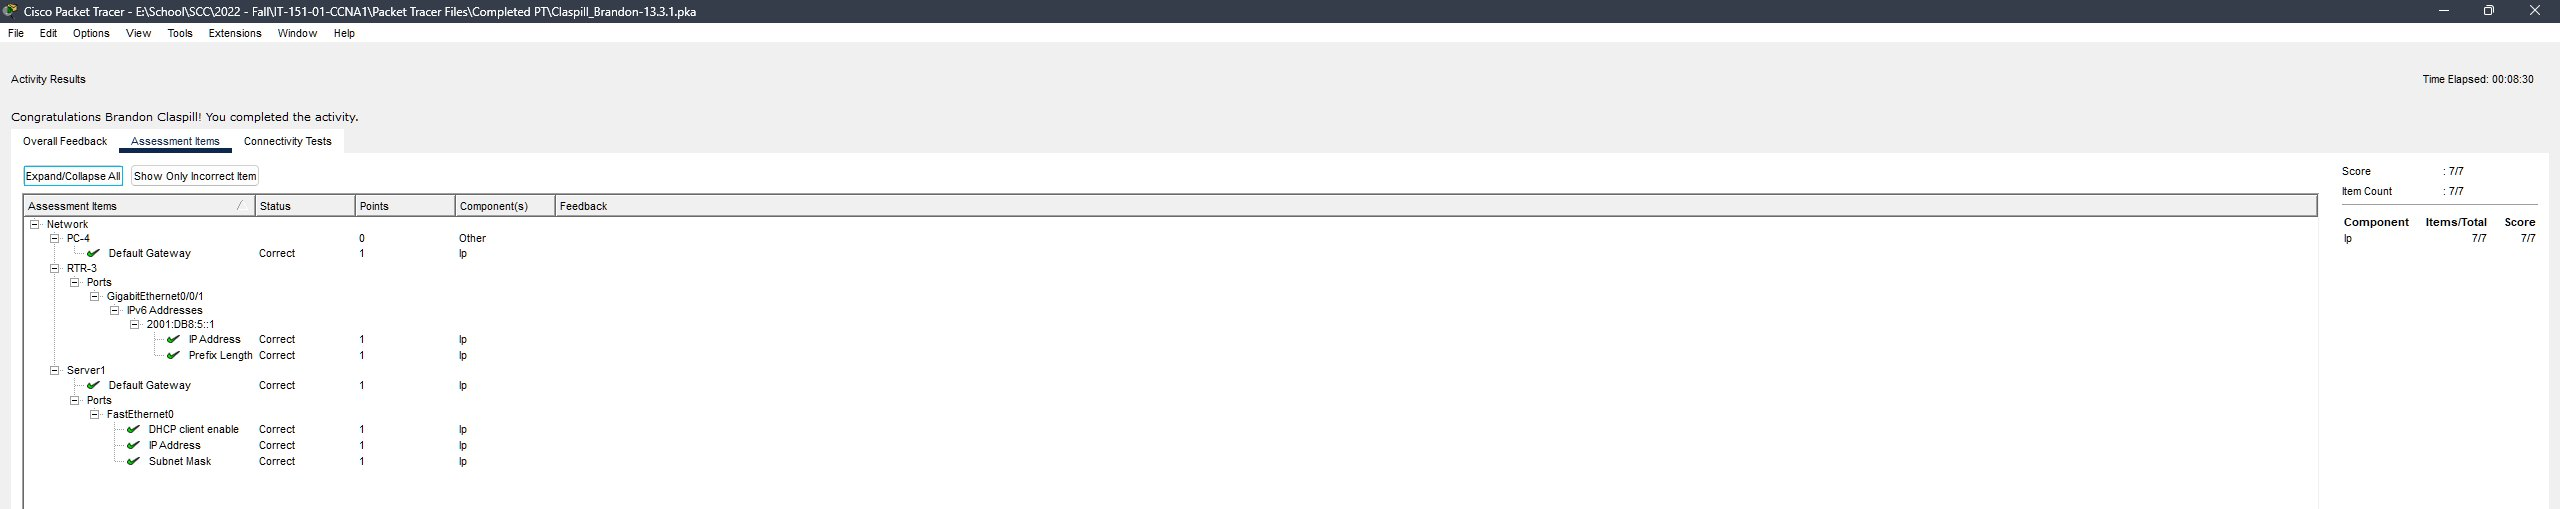 Cisco Packet Tracer - E:\School\SCC\2022 - Fall\IT-151-01-CCNA1\Packet Tracer Files\Completed PT\Claspill_Brandon-13.3.1.pka
File Edit Options View Tools Extensions Window Help
Activity Results Time Elapsed: 00:08:30
Congratulations Brandon Claspill! You completed the activity.
Overall Feedback Assessment Items Connectivity Tests
Expand/Collapse All Show Only Incorrect Item
Score : 7/7
Item Count : 7/7
Component Items/Total Score
Ip 7/7 7/7
Assessment Items Status Points Component(s) Feedback
Network
PC-4 0 Other
Default Gateway Correct 1 Ip
RTR-3
Ports
GigabitEthernet0/0/1
IPv6 Addresses
2001:DB8:5::1
IP Address Correct 1 Ip
Prefix Length Correct 1 Ip
Server1
Default Gateway Correct 1 Ip
Ports
FastEthernet0
DHCP client enable Correct 1 Ip
IP Address Correct 1 Ip
Subnet Mask Correct 1 Ip